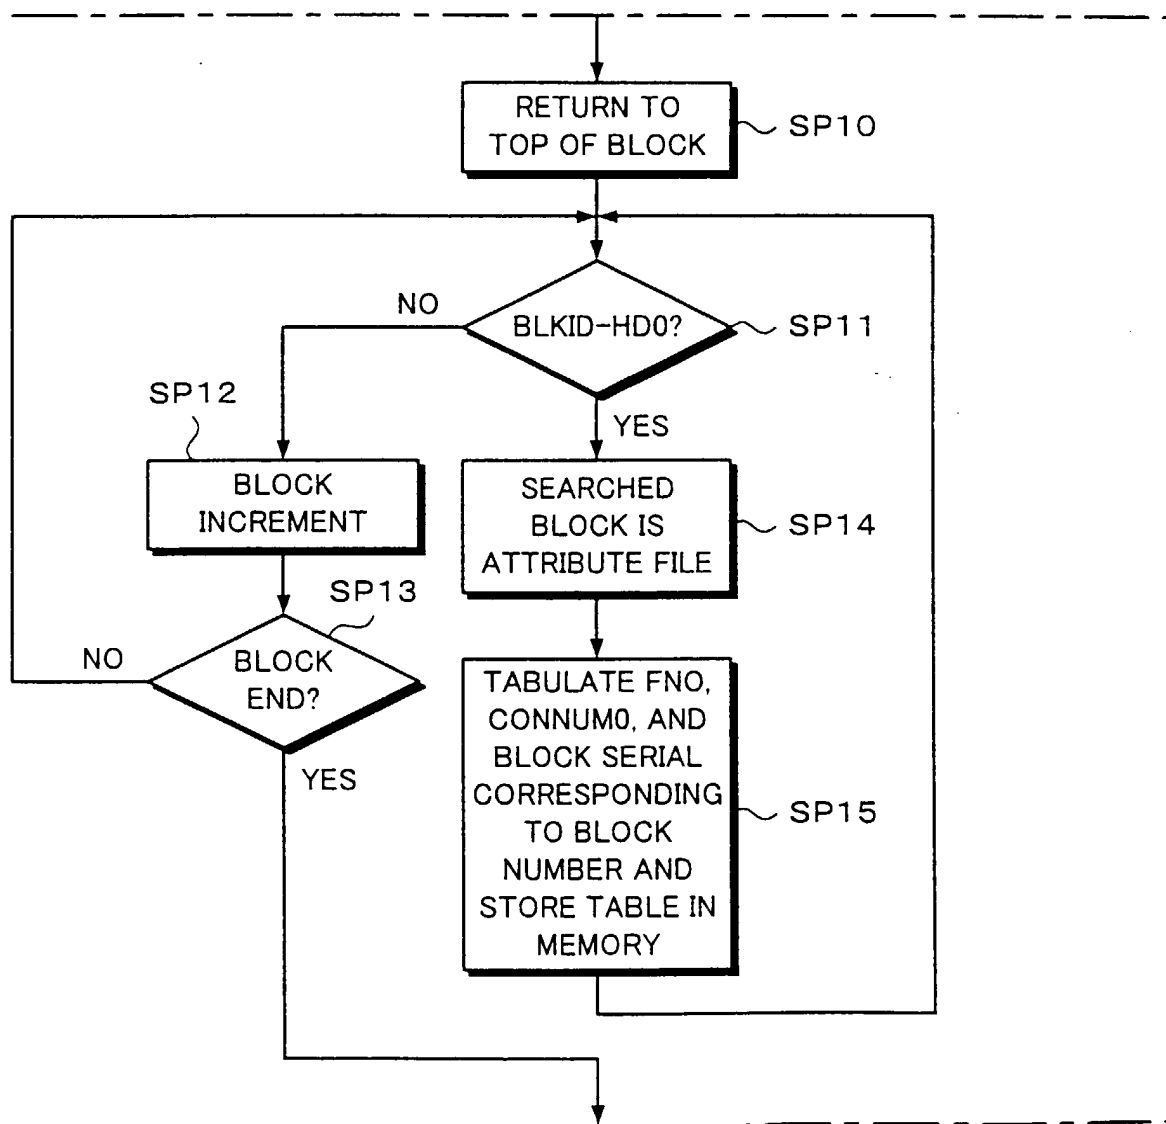 RETURN TO
TOP OF BLOCK
SP10
NO
BLKID-HD0?
SP11
SP12
YES
BLOCK
INCREMENT
SEARCHED
BLOCK IS
ATTRIBUTE FILE
SP14
SP13
NO
BLOCK
END?
YES
TABULATE FNO,
CONNUM0, AND
BLOCK SERIAL
CORRESPONDING
TO BLOCK
NUMBER AND
STORE TABLE IN
MEMORY
SP15